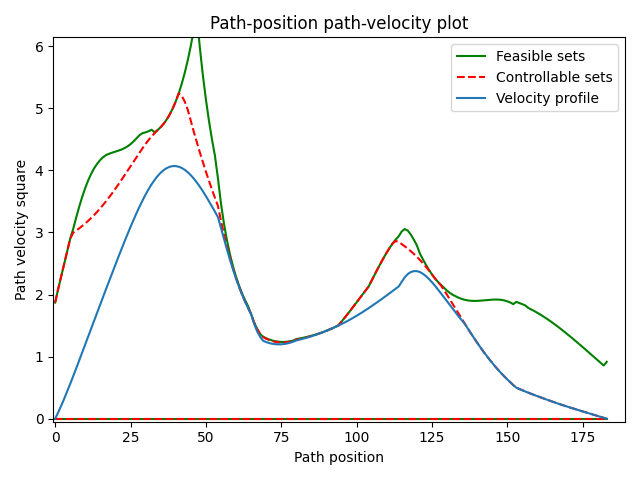 Path-position path-velocity plot
Feasible sets
Controllable sets
Velocity profile
Path velocity square
6
5
4
3
2
1
0
0
25
50
75
100
125
150
175
Path position